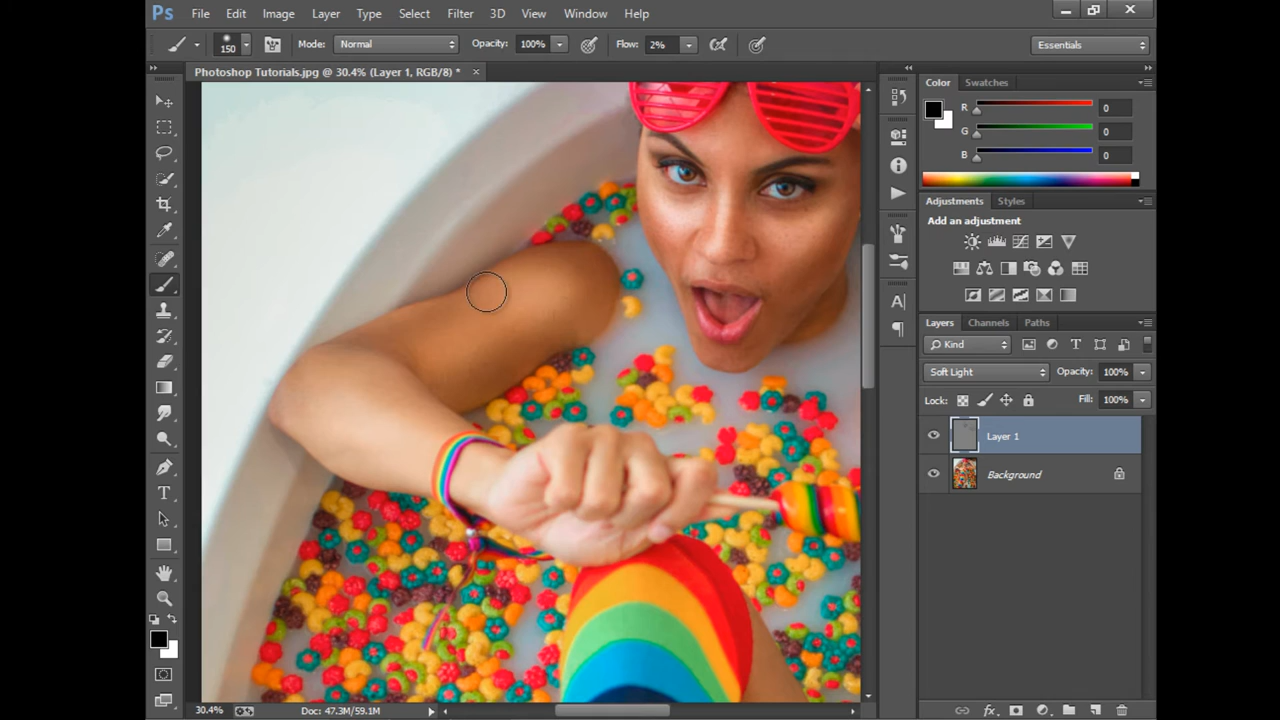 Ps File Edit Image Layer Type Select Filter 3D View Window Help
150 Mode: Normal Opacity: 100% Flow: 2% Essentials
Photoshop Tutorials.jpg @ 30.4% (Layer 1, RGB/8) * ×
Color Swatches
R 0
G 0
B 0
Adjustments Styles
Add an adjustment
Layers Channels Paths
Kind T
Soft Light Opacity: 100%
Lock: Fill: 100%
Layer 1
Background
30.4% Doc: 47.3M/59.1M
fx